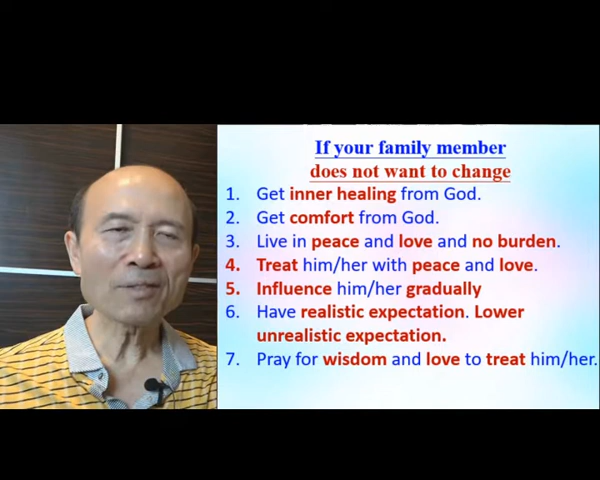 If your family member
does not want to change
1. Get inner healing from God.
2. Get comfort from God.
3. Live in peace and love and no burden.
4. Treat him/her with peace and love.
5. Influence him/her gradually
6. Have realistic expectation. Lower
unrealistic expectation.
7. Pray for wisdom and love to treat him/her.